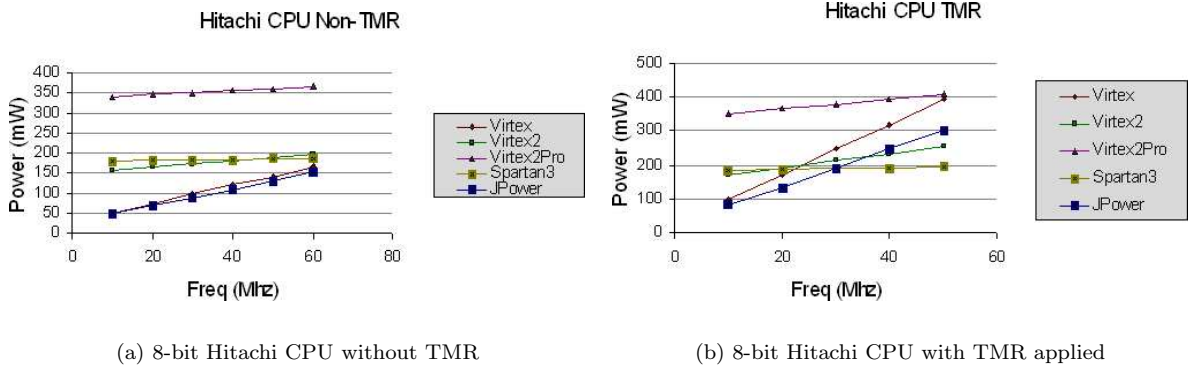 Hitachi CPU Non-TMR
400
350
300
250
200
150
100
50
0
Power (mW)
0 20 40 60 80
Freq (Mhz)
Virtex
Virtex2
Virtex2Pro
Spartan3
JPower
(a) 8-bit Hitachi CPU without TMR
Hitachi CPU TMR
500
400
300
200
100
0
Power (mW)
0 20 40 60
Freq (Mhz)
Virtex
Virtex2
Virtex2Pro
Spartan3
JPower
(b) 8-bit Hitachi CPU with TMR applied